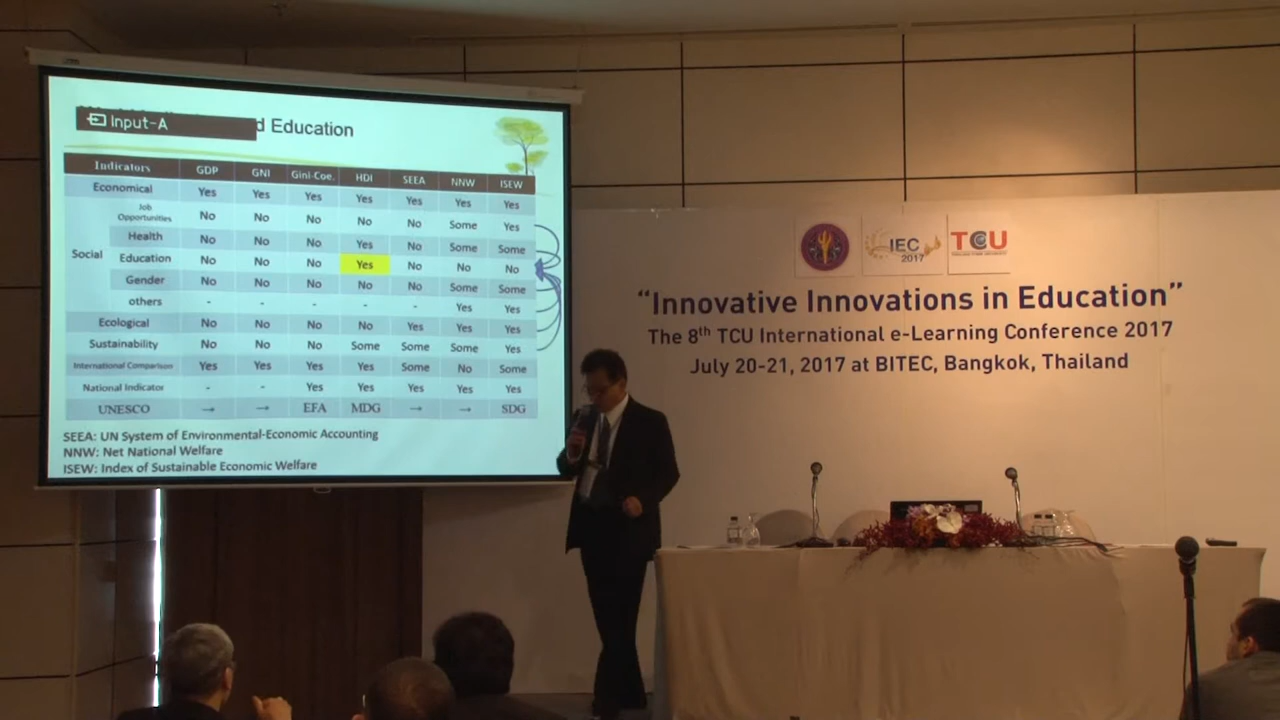 Input-A
d Education
Indicators GDP GNI Gini-Coe. HDI SEEA NNW ISEW
Economical Yes Yes Yes Yes Yes Yes Yes
Job Opportunities No No No No No Some Yes
Social
Health No No No Yes No Some Some
Education No No No Yes No No No
Gender No No No No No Some Some
others - - - - - Yes Yes
Ecological No No No No Yes Yes Yes
Sustainability No No No Some Some Some Yes
International Comparison Yes Yes Yes Yes Some No Some
National Indicator - - Yes Yes Yes Yes Yes
UNESCO → → EFA MDG → → SDG
SEEA: UN System of Environmental-Economic Accounting
NNW: Net National Welfare
ISEW: Index of Sustainable Economic Welfare
IEC
2017
TCU
“Innovative Innovations in Education”
The 8th TCU International e-Learning Conference 2017
July 20-21, 2017 at BITEC, Bangkok, Thailand